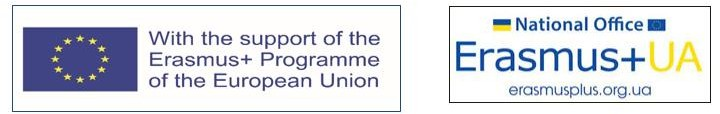 With the support of the
Erasmus+ Programme
of the European Union
National Office
Erasmus+UA
erasmusplus.org.ua